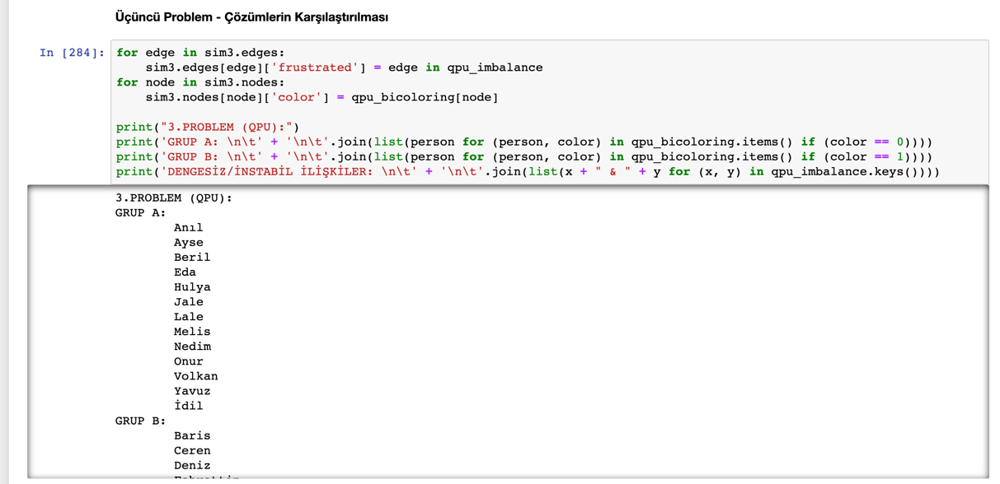 Üçüncü Problem - Çözümlerin Karşılaştırılması
In [284]:
for edge in sim3.edges:
    sim3.edges[edge]['frustrated'] = edge in qpu_imbalance
for node in sim3.nodes:
    sim3.nodes[node]['color'] = qpu_bicoloring[node]
print("3.PROBLEM (QPU):")
print('GRUP A: \n\t' + '\n\t'.join(list(person for (person, color) in qpu_bicoloring.items() if (color == 0))))
print('GRUP B: \n\t' + '\n\t'.join(list(person for (person, color) in qpu_bicoloring.items() if (color == 1))))
print('DENGESİZ/İNSTABİL İLİŞKİLER: \n\t' + '\n\t'.join(list(x + " & " + y for (x, y) in qpu_imbalance.keys())))
3.PROBLEM (QPU):
GRUP A:
Anıl
Ayse
Beril
Eda
Hulya
Jale
Lale
Melis
Nedim
Onur
Volkan
Yavuz
İdil
GRUP B:
Baris
Ceren
Deniz